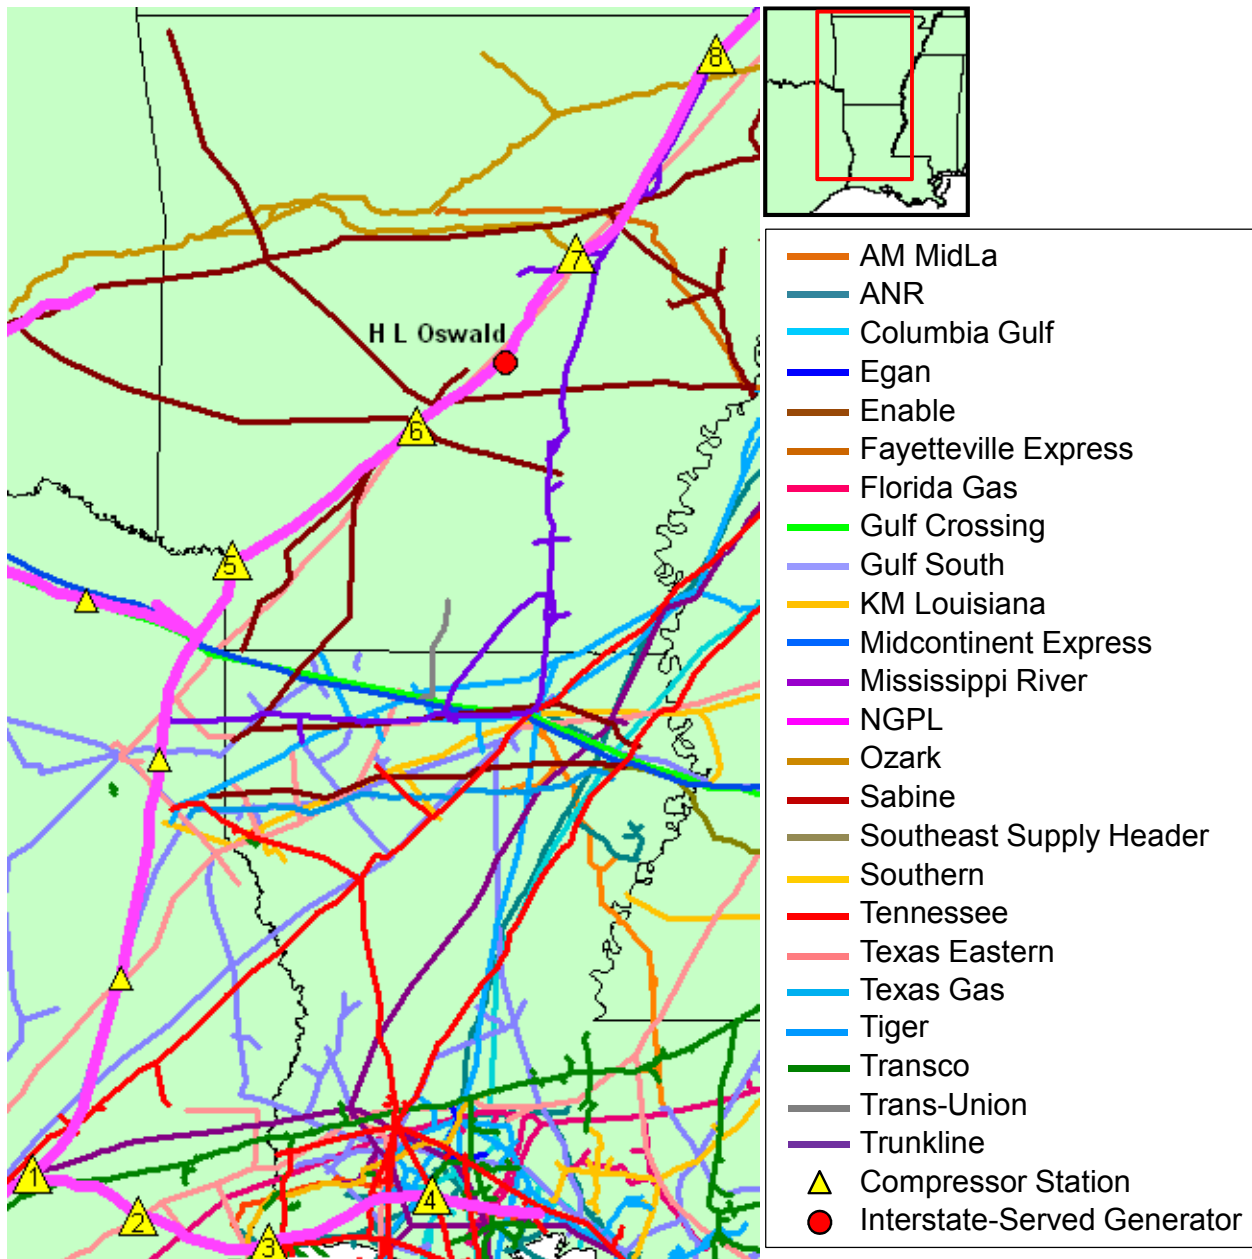 8
7
H L Oswald
6
5
1
2
4
3
AM MidLa
ANR
Columbia Gulf
Egan
Enable
Fayetteville Express
Florida Gas
Gulf Crossing
Gulf South
KM Louisiana
Midcontinent Express
Mississippi River
NGPL
Ozark
Sabine
Southeast Supply Header
Southern
Tennessee
Texas Eastern
Texas Gas
Tiger
Transco
Trans-Union
Trunkline
Compressor Station
Interstate-Served Generator